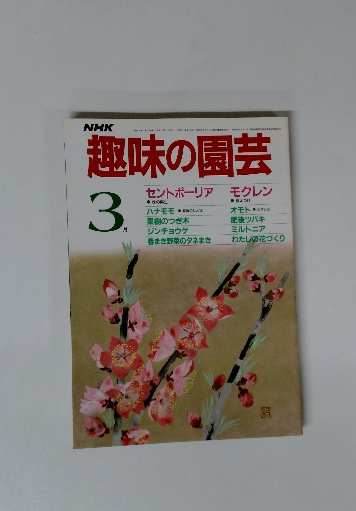 NHK
趣味の園芸
3月
セントポーリア
モクレン
ハナモモ
オモト
果樹のつぎ木
肥後ツバキ
ジンチョウゲ
ミルトニア
春まき野菜のタネまき
わたしの花づくり